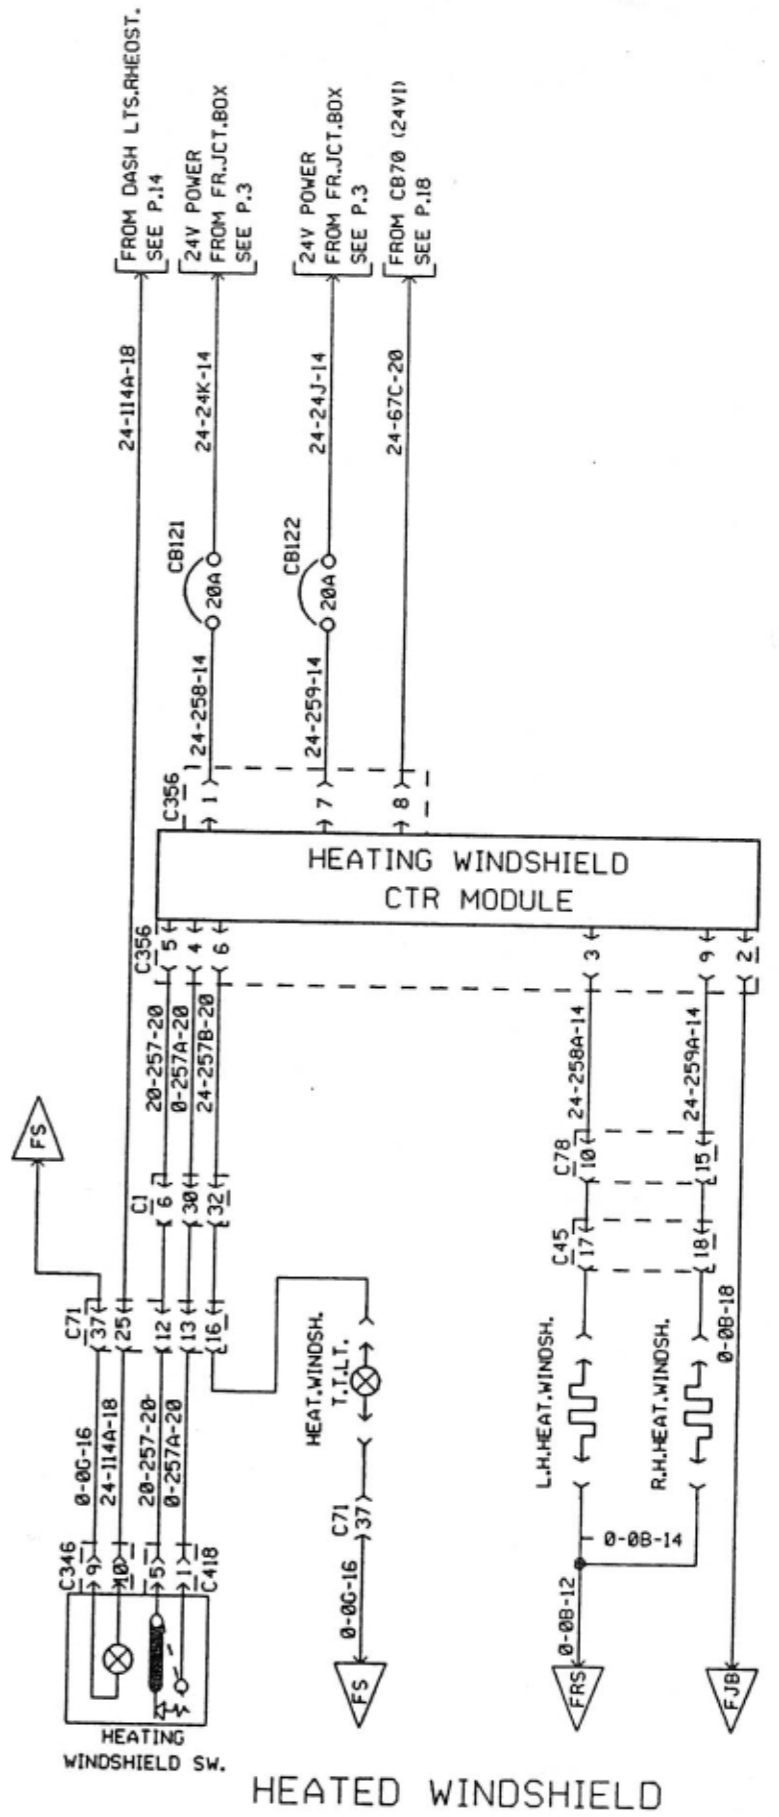 FROM DASH LTS.RHEOST.
SEE P.14
24V POWER
FROM FR.JCT.BOX
SEE P.3
24V POWER
FROM FR.JCT.BOX
SEE P.3
FROM CB70 (24VI)
SEE P.18
24-114A-18
24-24K-14
24-24J-14
24-67C-20
CB121
20A
CB122
20A
24-258-14
24-259-14
C356
1
7
8
HEATING WINDSHIELD
CTR MODULE
C356
5
4
6
3
9
2
20-257-20
0-257A-20
24-257B-20
24-258A-14
24-259A-14
FS
C1
6
30
32
C78
10
15
C45
17
18
C71
37
25
12
13
16
0-0B-18
HEAT.WINDSH.
T.T.LT.
L.H.HEAT.WINDSH.
R.H.HEAT.WINDSH.
0-0G-16
24-114A-18
20-257-20
0-257A-20
C71
37
C346
9
10
5
1
C418
0-0G-16
0-0B-14
0-0B-12
FS
FRS
FJB
HEATING
WINDSHIELD SW.
HEATED WINDSHIELD